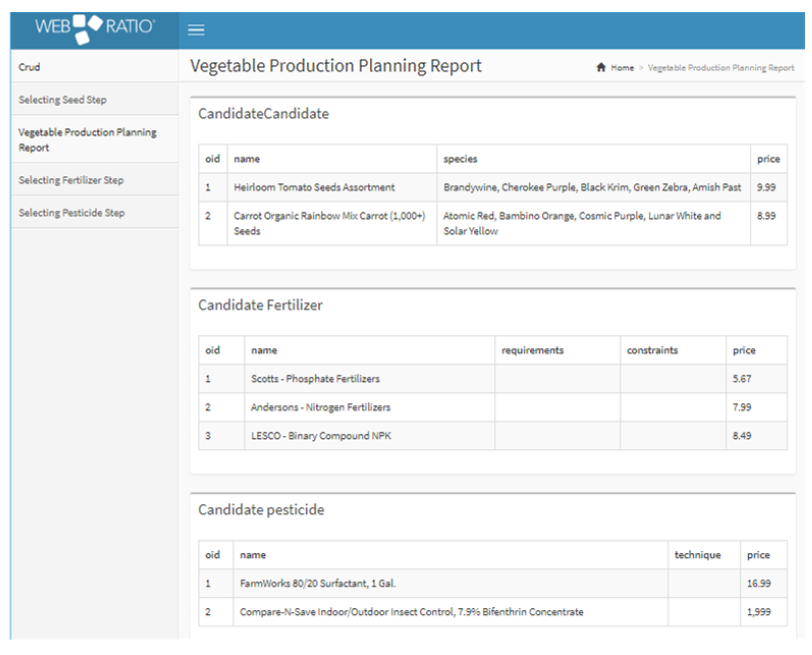 WEB RATIO
Crud
Selecting Seed Step
Vegetable Production Planning
Report
Selecting Fertilizer Step
Selecting Pesticide Step
Vegetable Production Planning Report
Home > Vegetable Production Planning Report
CandidateCandidate
oid name species price
1 Heirloom Tomato Seeds Assortment Brandywine, Cherokee Purple, Black Krim, Green Zebra, Amish Past 9.99
2 Carrot Organic Rainbow Mix Carrot (1,000+) Atomic Red, Bambino Orange, Cosmic Purple, Lunar White and 8.99
Seeds Solar Yellow
Candidate Fertilizer
oid name requirements constraints price
1 Scotts - Phosphate Fertilizers 5.67
2 Andersons - Nitrogen Fertilizers 7.99
3 LESCO - Binary Compound NPK 8.49
Candidate pesticide
oid name technique price
1 FarmWorks 80/20 Surfactant, 1 Gal. 16.99
2 Compare-N-Save Indoor/Outdoor Insect Control, 7.9% Bifenthrin Concentrate 1,999